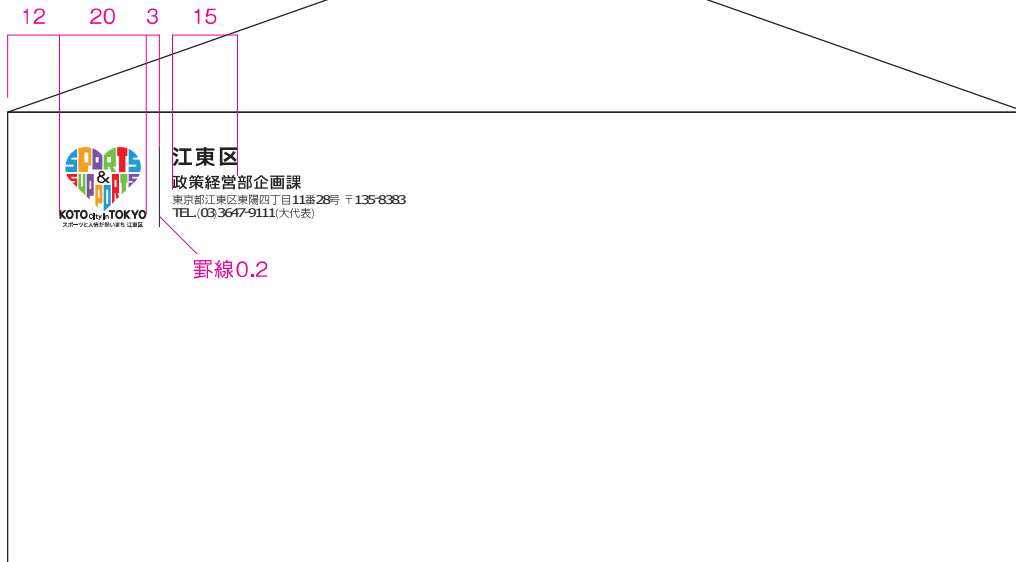 12 20 3 15
SPORTS
&
SUPPORTS
KOTO city in TOKYO
スポーツと人情が熱いまち 江東区
江東区
政策経営部企画課
東京都江東区東陽四丁目11番28号 〒135-8383
TEL.(03)3647-9111(大代表)
罫線0.2